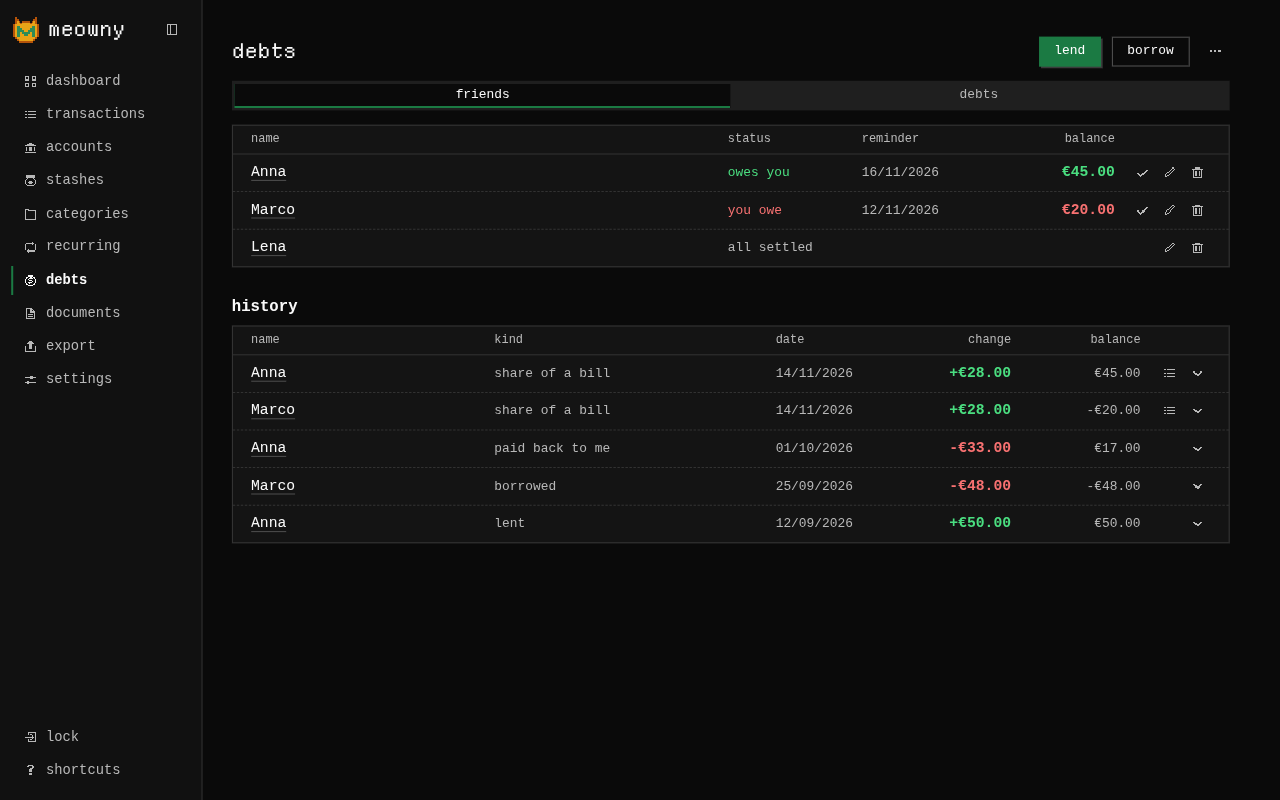 meowny
dashboard
transactions
accounts
stashes
categories
recurring
debts
documents
export
settings
lock
shortcuts
debts
lend
borrow
friends
debts
name status reminder balance
Anna owes you 16/11/2026 €45.00
Marco you owe 12/11/2026 €20.00
Lena all settled
history
name kind date change balance
Anna share of a bill 14/11/2026 +€28.00 €45.00
Marco share of a bill 14/11/2026 +€28.00 -€20.00
Anna paid back to me 01/10/2026 -€33.00 €17.00
Marco borrowed 25/09/2026 -€48.00 -€48.00
Anna lent 12/09/2026 +€50.00 €50.00